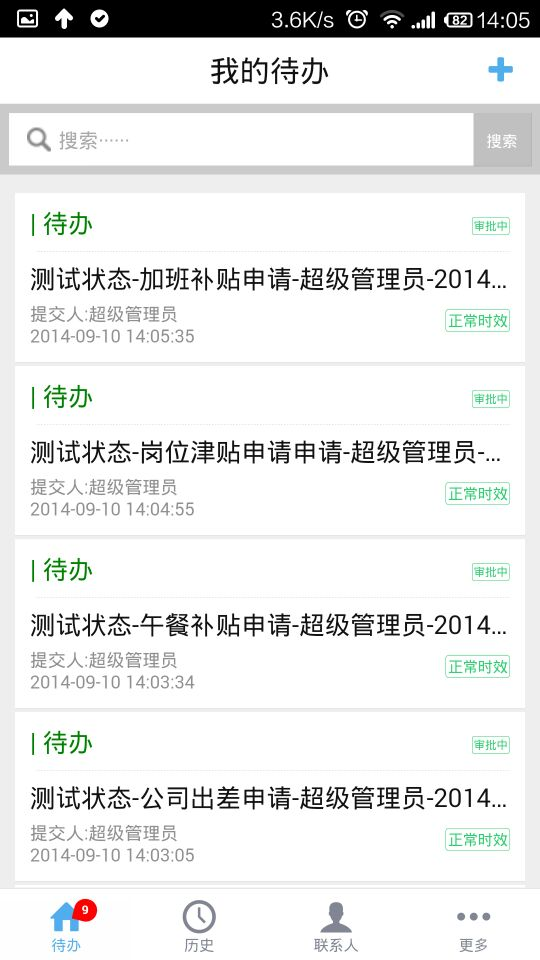 3.6K/s 82 14:05
我的待办
搜索······ 搜索
待办 审批中
测试状态-加班补贴申请-超级管理员-2014...
提交人:超级管理员
2014-09-10 14:05:35 正常时效
待办 审批中
测试状态-岗位津贴申请申请-超级管理员-...
提交人:超级管理员
2014-09-10 14:04:55 正常时效
待办 审批中
测试状态-午餐补贴申请-超级管理员-2014...
提交人:超级管理员
2014-09-10 14:03:34 正常时效
待办 审批中
测试状态-公司出差申请-超级管理员-2014...
提交人:超级管理员
2014-09-10 14:03:05 正常时效
9
待办 历史 联系人 更多